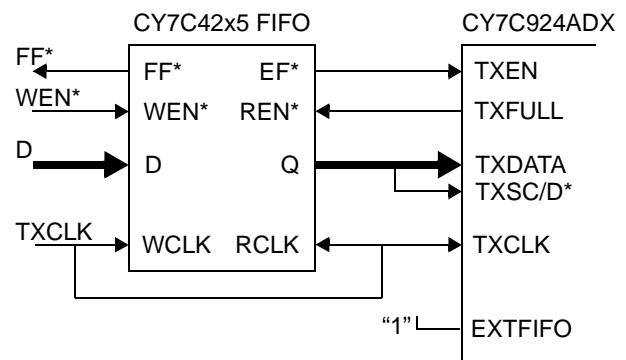 CY7C42x5 FIFO CY7C924ADX
FF* FF* EF* TXEN
WEN* WEN* REN* TXFULL
D D Q TXDATA
TXSC/D*
TXCLK WCLK RCLK TXCLK
“1” EXTFIFO